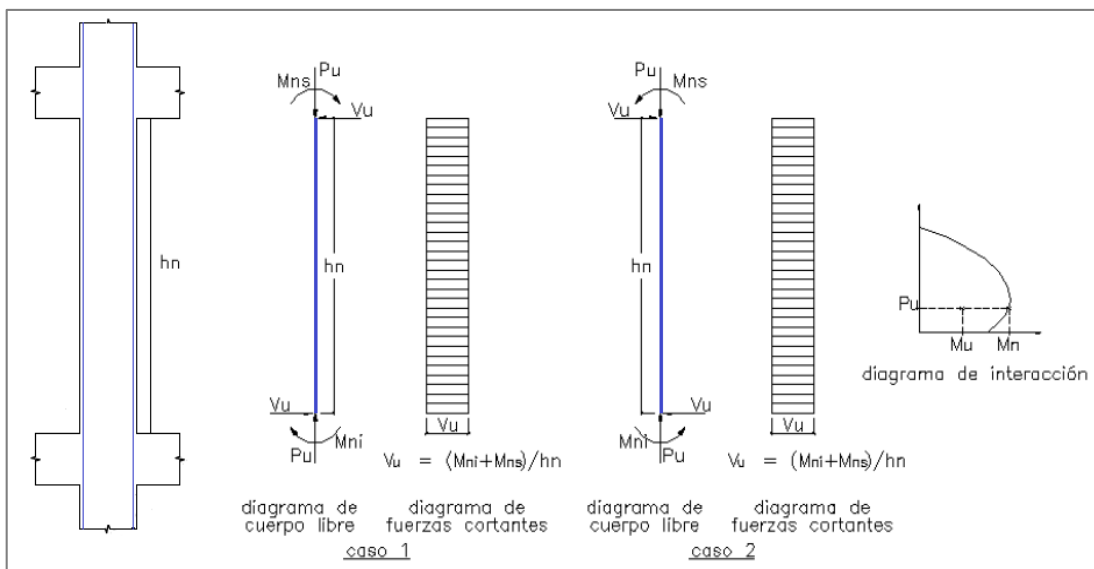 hn
Mns
Pu
Vu
hn
Vu
Pu
Mni
Vu
Vu = (Mni+Mns)/hn
diagrama de
cuerpo libre
diagrama de
fuerzas cortantes
caso 1
Pu
Mns
Vu
hn
Vu
Mni
Pu
Vu
Vu = (Mni+Mns)/hn
diagrama de
cuerpo libre
diagrama de
fuerzas cortantes
caso 2
Pu
Mu
Mn
diagrama de interacción